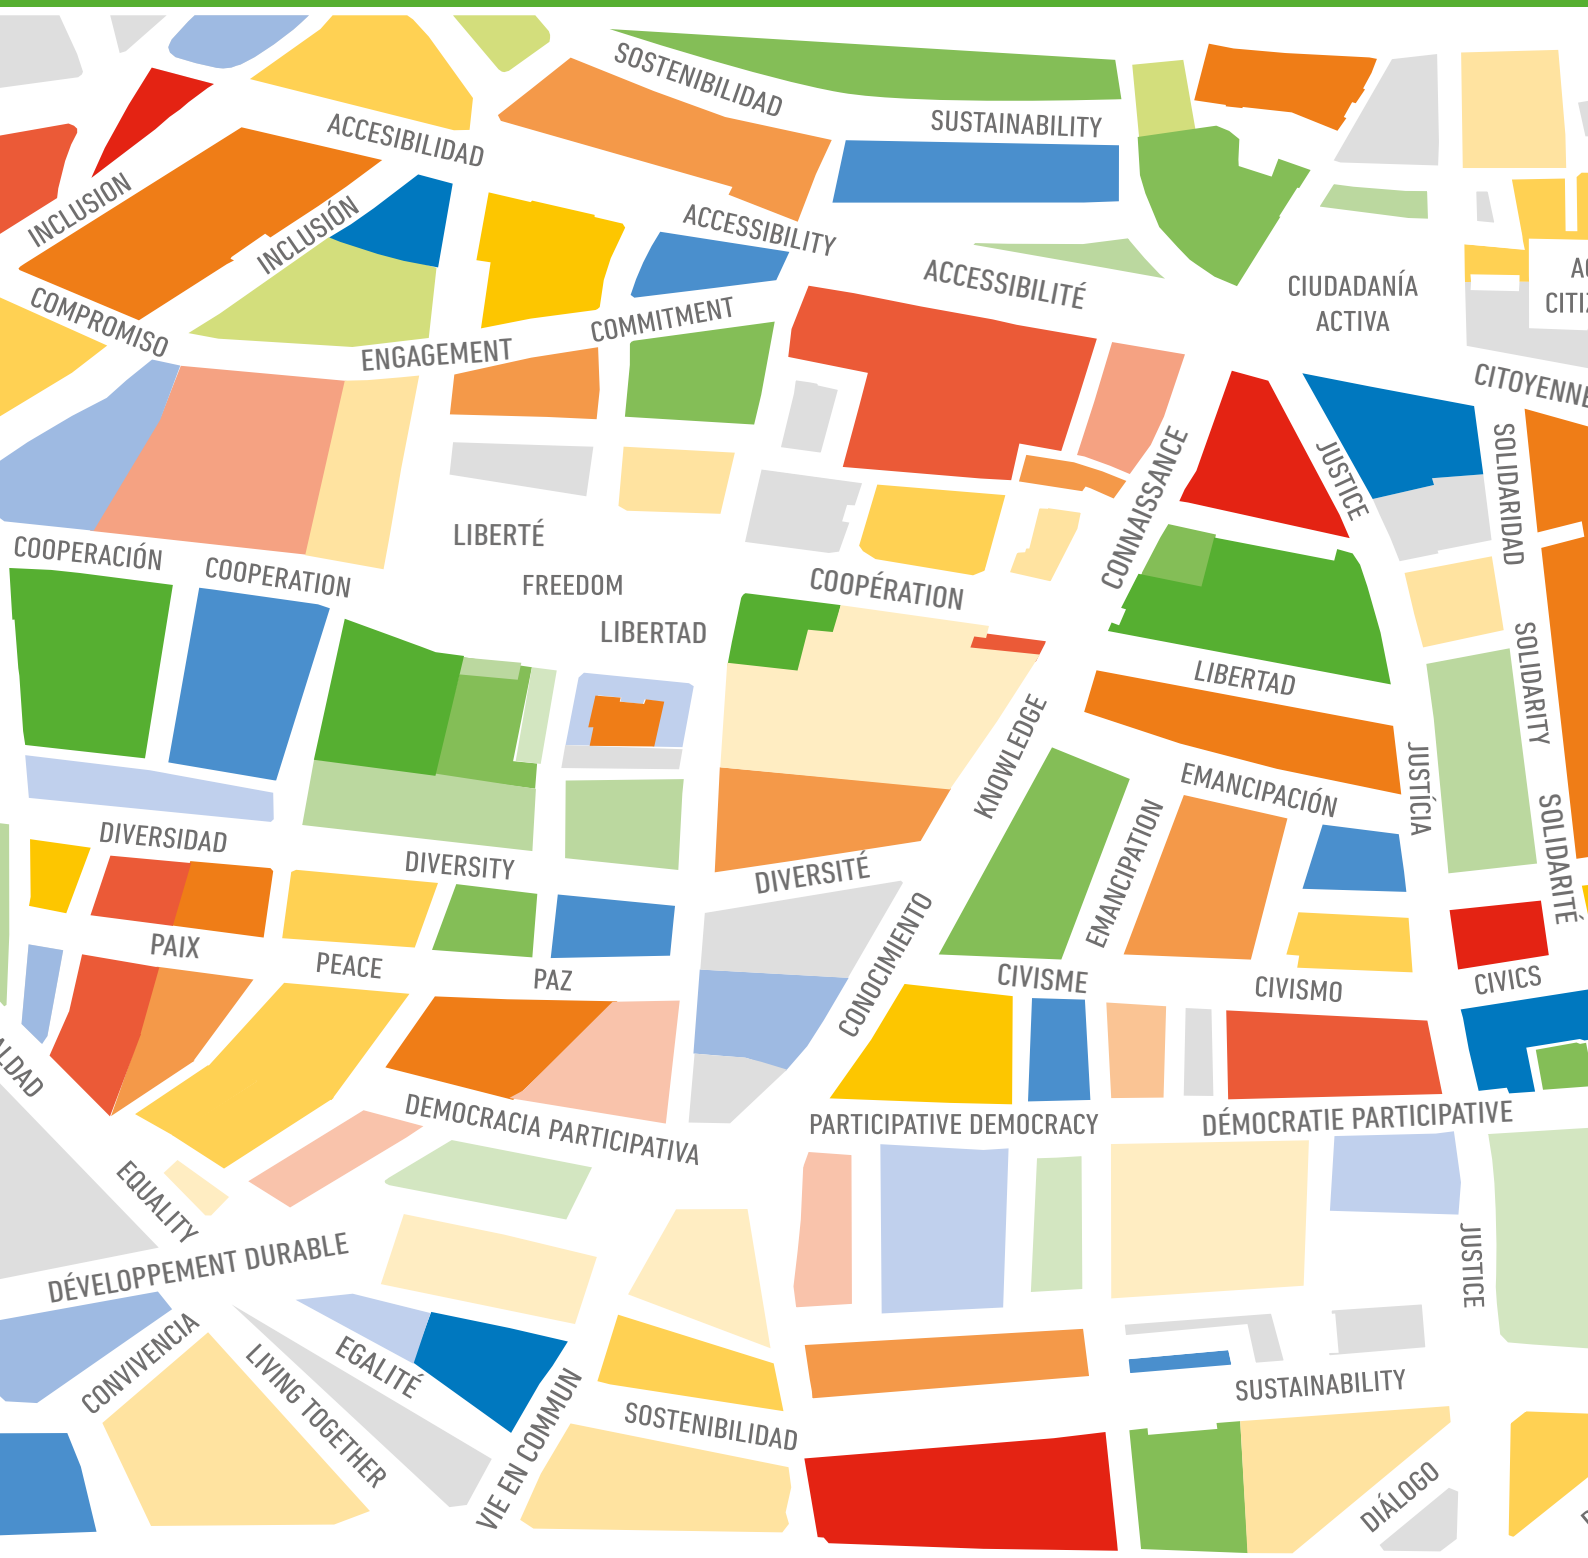 SOSTENIBILIDAD
SUSTAINABILITY
ACCESIBILIDAD
INCLUSION
INCLUSIÓN
ACCESSIBILITY
ACCESSIBILITÉ
CIUDADANÍA
ACTIVA
COMPROMISO
ENGAGEMENT
COMMITMENT
CITOYENNE
CONNAISSANCE
JUSTICE
SOLIDARIDAD
LIBERTÉ
COOPERACIÓN
COOPERATION
FREEDOM
COOPÉRATION
LIBERTAD
LIBERTAD
SOLIDARITY
KNOWLEDGE
EMANCIPACIÓN
JUSTÍCIA
DIVERSIDAD
DIVERSITY
DIVERSITÉ
EMANCIPATION
SOLIDARITÉ
CONOCIMIENTO
PAIX
PEACE
PAZ
CIVISME
CIVISMO
CIVICS
DEMOCRACIA PARTICIPATIVA
PARTICIPATIVE DEMOCRACY
DÉMOCRATIE PARTICIPATIVE
EQUALITY
DÉVELOPPEMENT DURABLE
JUSTICE
CONVIVENCIA
LIVING TOGETHER
EGALITÉ
VIE EN COMMUN
SOSTENIBILIDAD
SUSTAINABILITY
DIÁLOGO